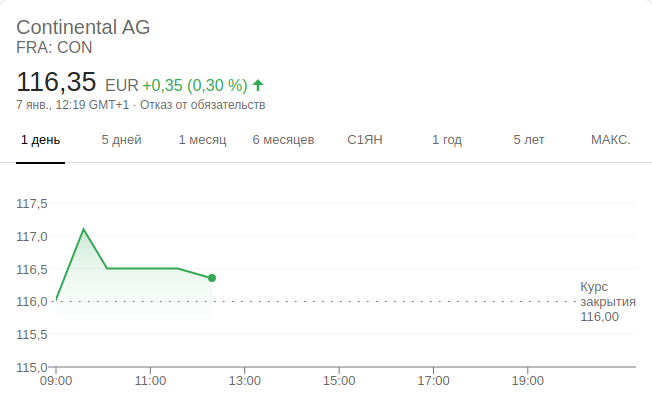 Continental AG
FRA: CON
116,35 EUR +0,35 (0,30 %)
7 янв., 12:19 GMT+1 · Отказ от обязательств
1 день 5 дней 1 месяц 6 месяцев С1ЯН 1 год 5 лет МАКС.
117,5
117,0
116,5
116,0
115,5
115,0
Курс
закрытия
116,00
09:00 11:00 13:00 15:00 17:00 19:00